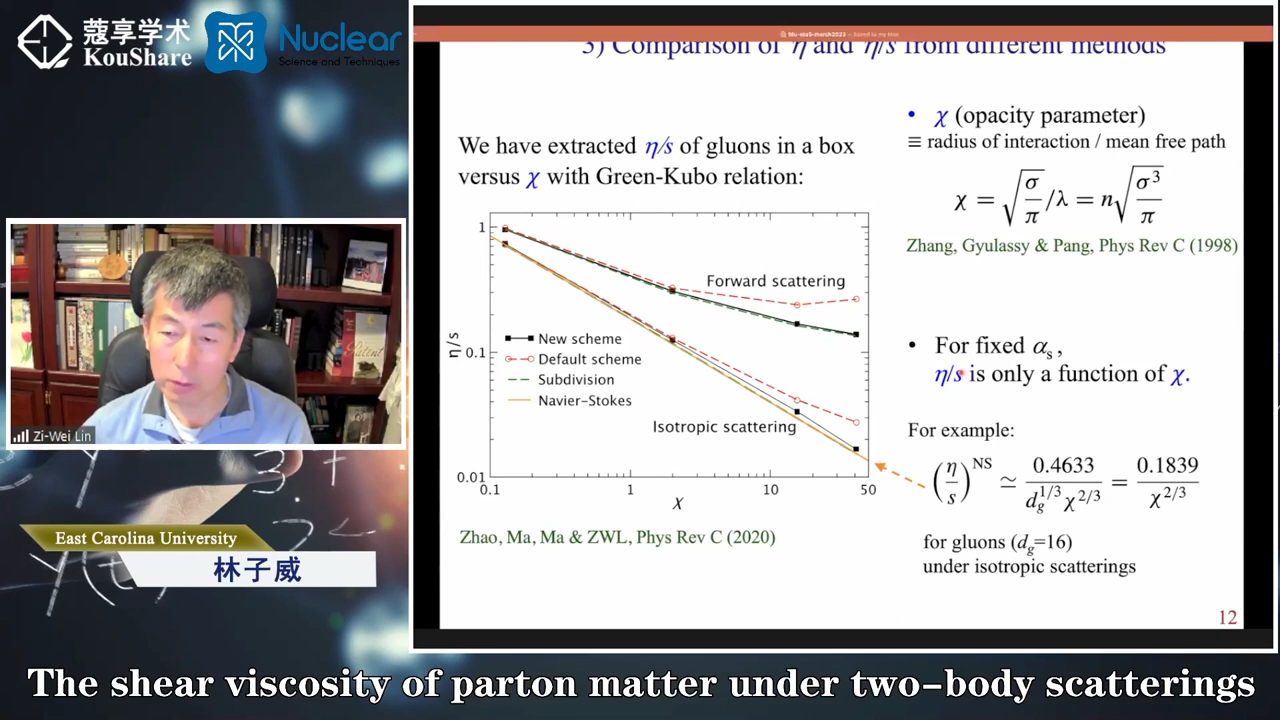 蔻享学术
KouShare
Nuclear
Science and Techniques
3) Comparison of η and η/s from different methods
We have extracted η/s of gluons in a box
versus χ with Green-Kubo relation:
1
0.1
0.01
η/s
Forward scattering
New scheme
Default scheme
Subdivision
Navier-Stokes
Isotropic scattering
0.1 1 10 50
χ
Zhao, Ma, Ma & ZWL, Phys Rev C (2020)
• χ (opacity parameter)
≡ radius of interaction / mean free path
χ = √(σ/π)/λ = n√(σ³/π)
Zhang, Gyulassy & Pang, Phys Rev C (1998)
• For fixed αₛ ,
η/s is only a function of χ.
For example:
(η/s)^NS ≃ 0.4633/(d_g^1/3 χ^2/3) = 0.1839/χ^2/3
for gluons (d_g=16)
under isotropic scatterings
12
Zi-Wei Lin
East Carolina University
林子威
The shear viscosity of parton matter under two-body scatterings